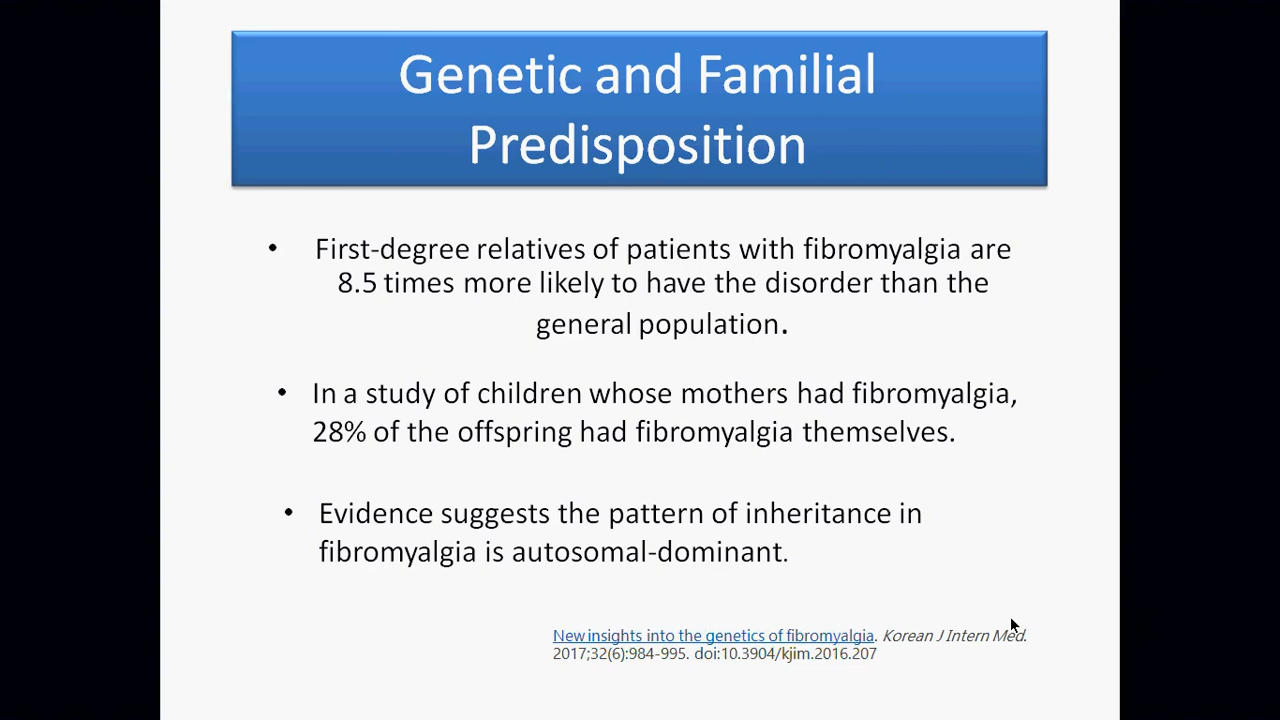 Genetic and Familial
Predisposition
• First-degree relatives of patients with fibromyalgia are
8.5 times more likely to have the disorder than the
general population.
• In a study of children whose mothers had fibromyalgia,
28% of the offspring had fibromyalgia themselves.
• Evidence suggests the pattern of inheritance in
fibromyalgia is autosomal-dominant.
New insights into the genetics of fibromyalgia. Korean J Intern Med.
2017;32(6):984-995. doi:10.3904/kjim.2016.207